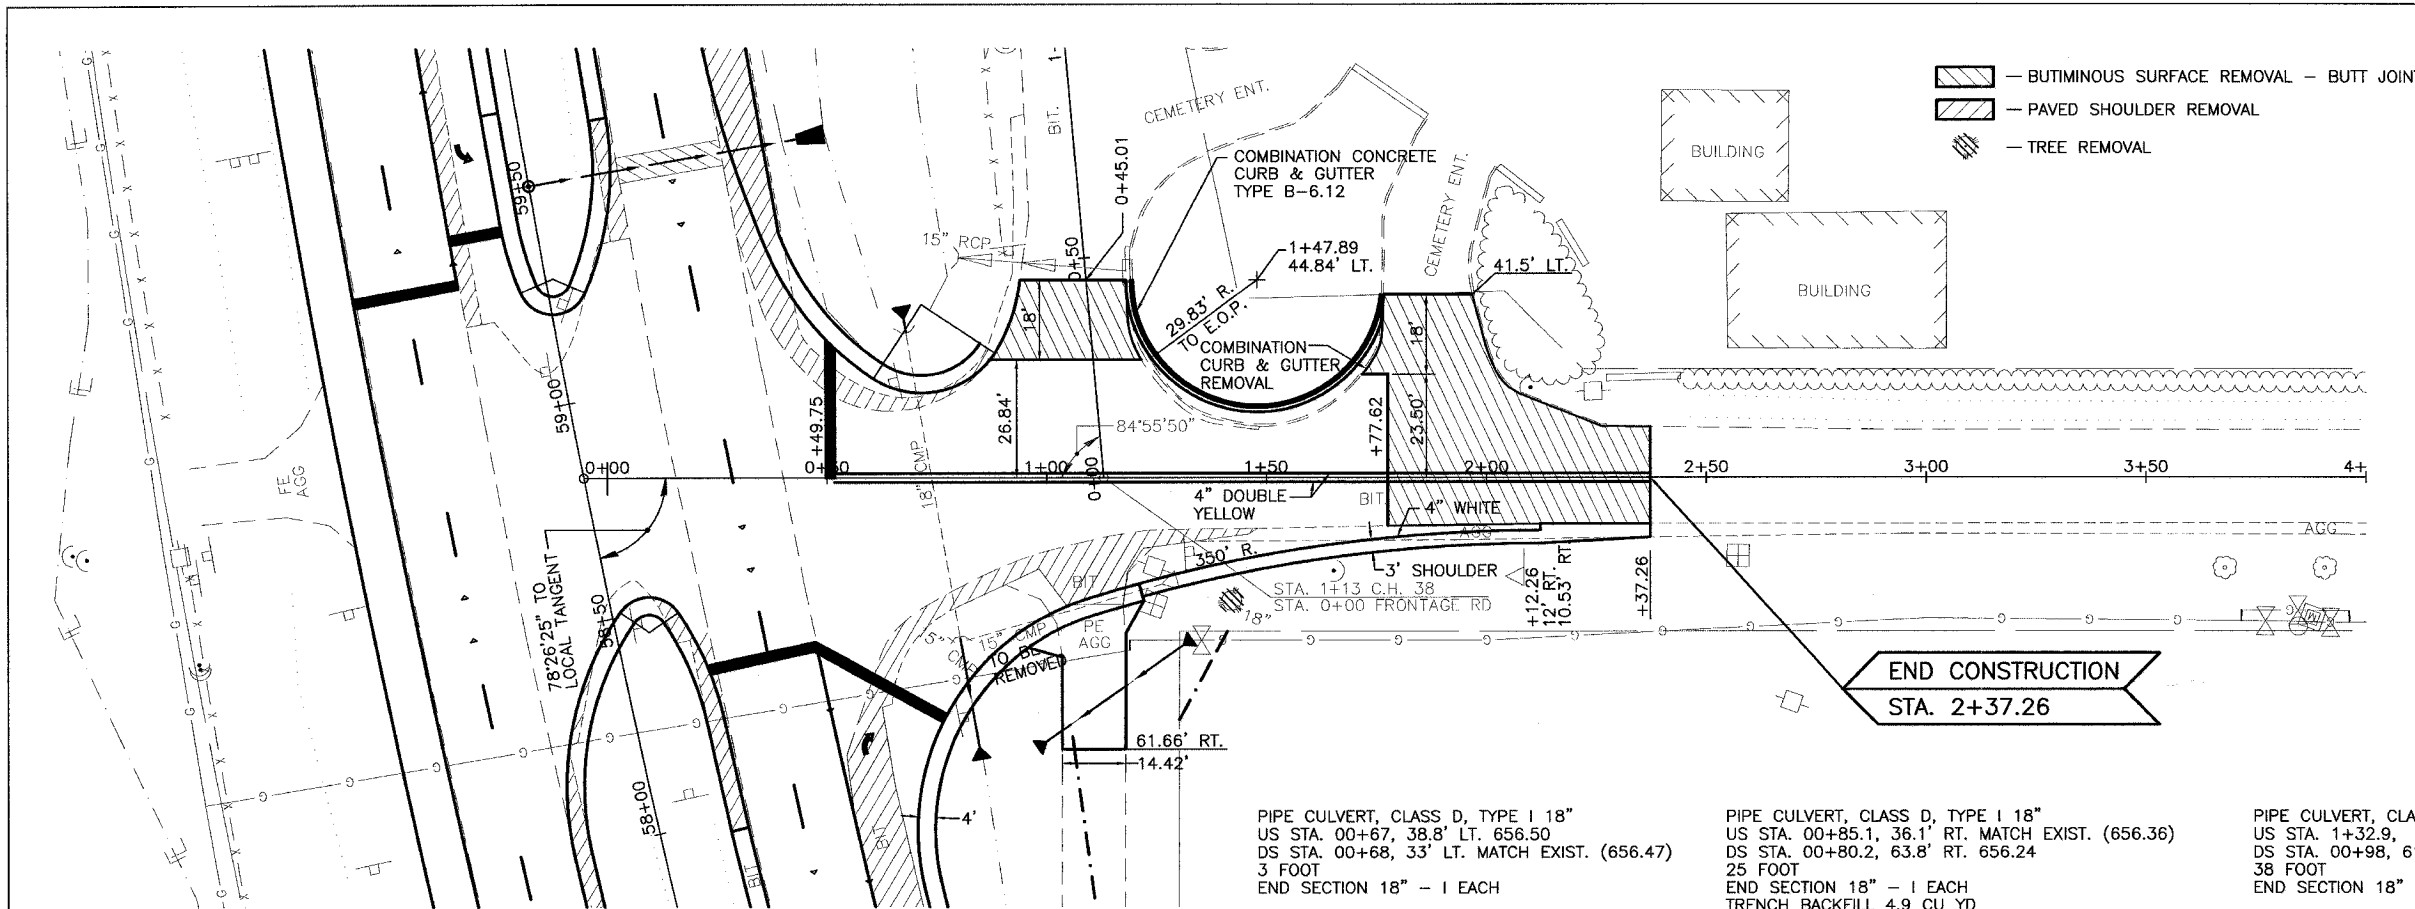 — BUTIMINOUS SURFACE REMOVAL – BUTT JOINT
— PAVED SHOULDER REMOVAL
— TREE REMOVAL
BUILDING
BUILDING
CEMETERY ENT.
CEMETERY ENT.
BIT.
0+45.01
0+50
COMBINATION CONCRETE
CURB & GUTTER
TYPE B-6.12
1+47.89
44.84' LT.
41.5' LT.
29.83' R.
TO E.O.P.
COMBINATION
CURB & GUTTER
REMOVAL
15" RCP
18'
18'
26.84'
23.50'
+49.75
+77.62
84°55'50"
59+50
59+00
58+50
58+00
FE
AGG
0+00
0+50
1+00
1+50
2+00
2+50
3+00
3+50
4+
0+00
18" CMP
4" DOUBLE
YELLOW
BIT.
4" WHITE
AGG
AGG
350' R.
3' SHOULDER
STA. 1+13 C.H. 38
STA. 0+00 FRONTAGE RD
+12.26
12' RT.
10.53' RT.
+37.26
78°26'25" TO
LOCAL TANGENT
BIT
PE
AGG
15" CMP
15" CMP
TO BE
REMOVED
18"
61.66' RT.
14.42'
4'
BIT
BIT
END CONSTRUCTION
STA. 2+37.26
PIPE CULVERT, CLASS D, TYPE I 18"
US STA. 00+67, 38.8' LT. 656.50
DS STA. 00+68, 33' LT. MATCH EXIST. (656.47)
3 FOOT
END SECTION 18" – I EACH
PIPE CULVERT, CLASS D, TYPE I 18"
US STA. 00+85.1, 36.1' RT. MATCH EXIST. (656.36)
DS STA. 00+80.2, 63.8' RT. 656.24
25 FOOT
END SECTION 18" – I EACH
TRENCH BACKFILL 4.9 CU YD
PIPE CULVERT, CLA
US STA. 1+32.9,
DS STA. 00+98, 6
38 FOOT
END SECTION 18"